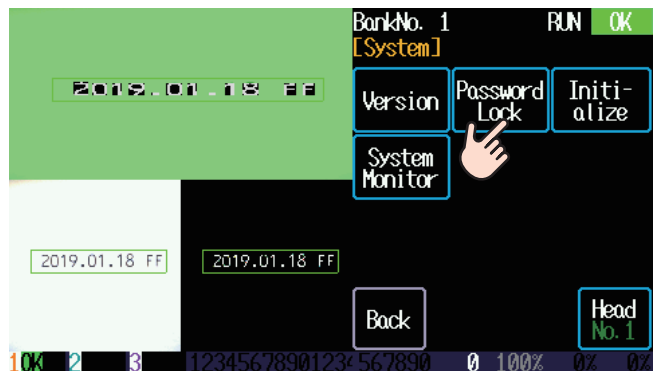 BankNo. 1 RUN OK
[System]
2019.01.18 FF
Version
Password
Lock
Initi-
alize
System
Monitor
2019.01.18 FF
2019.01.18 FF
Back
Head
No. 1
1OK 2 3 12345678901234567890 0 100% 0% 0%